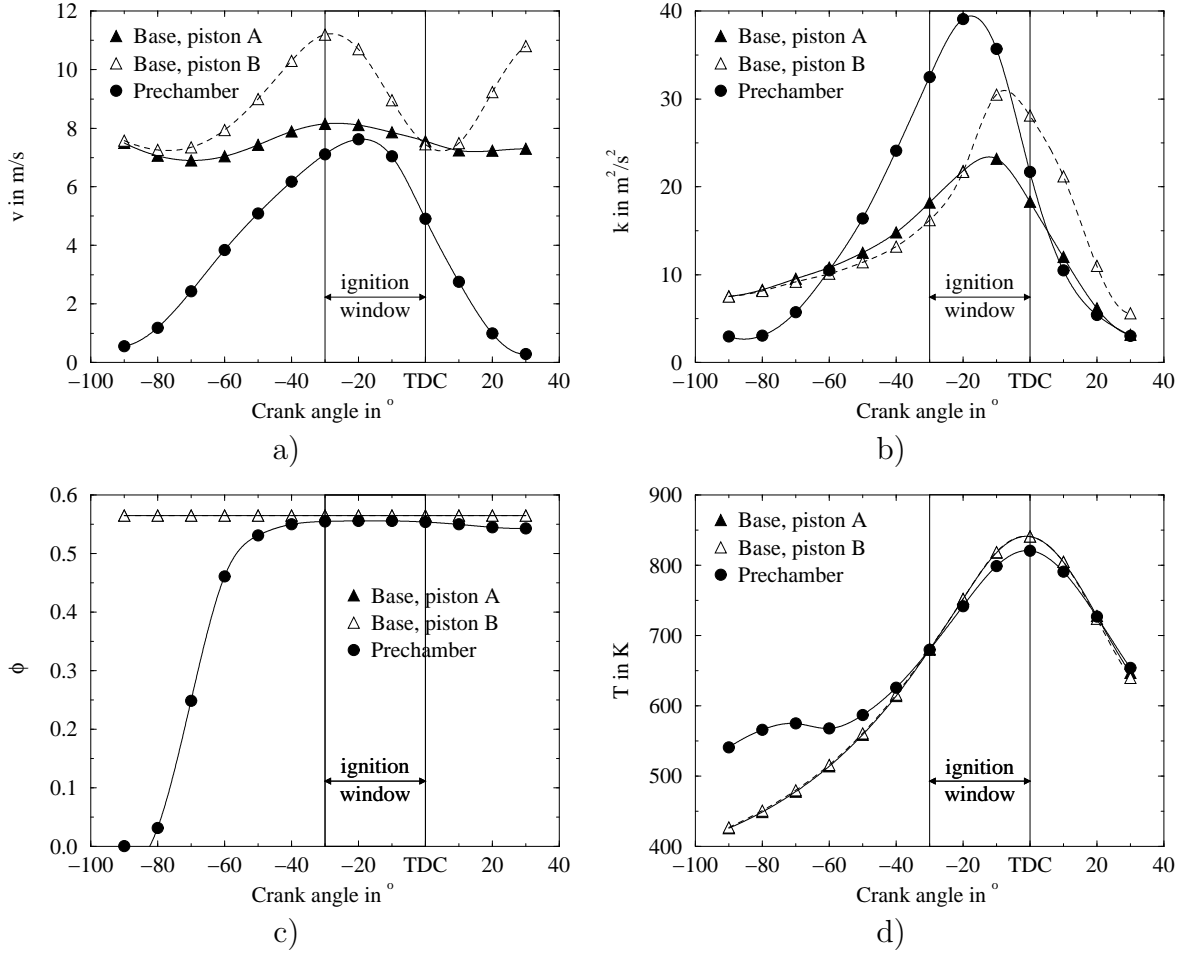 12
10
8
6
4
2
0
v in m/s
Base, piston A
Base, piston B
Prechamber
ignition
window
−100 −80 −60 −40 −20 TDC 20 40
Crank angle in °
a)
40
30
20
10
0
k in m²/s²
Base, piston A
Base, piston B
Prechamber
ignition
window
−100 −80 −60 −40 −20 TDC 20 40
Crank angle in °
b)
0.6
0.5
0.4
0.3
0.2
0.1
0.0
ϕ
Base, piston A
Base, piston B
Prechamber
ignition
window
−100 −80 −60 −40 −20 TDC 20 40
Crank angle in °
c)
900
800
700
600
500
400
T in K
Base, piston A
Base, piston B
Prechamber
ignition
window
−100 −80 −60 −40 −20 TDC 20 40
Crank angle in °
d)